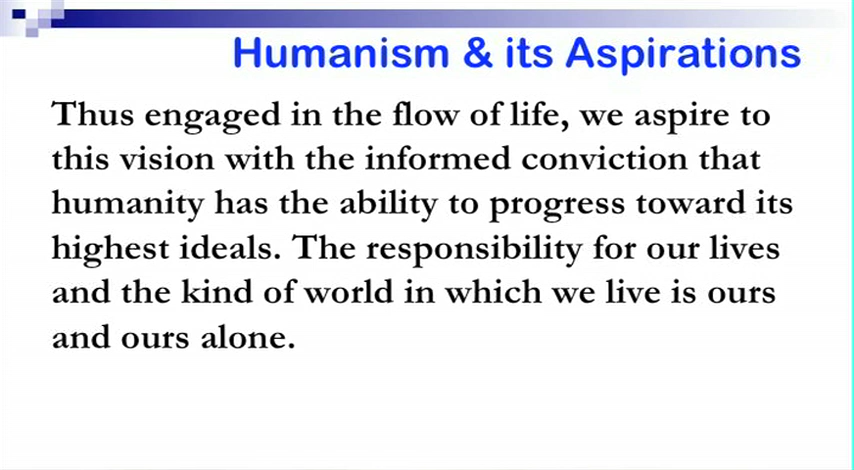 Humanism & its Aspirations
Thus engaged in the flow of life, we aspire to
this vision with the informed conviction that
humanity has the ability to progress toward its
highest ideals. The responsibility for our lives
and the kind of world in which we live is ours
and ours alone.